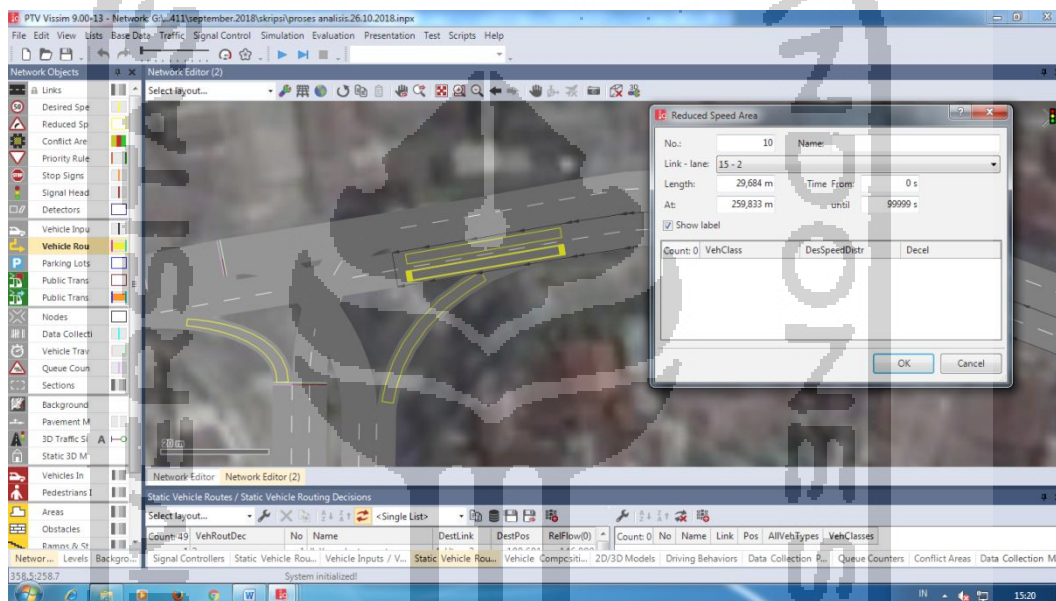 PTV Vissim 9.00-13 - Network: G:\...411\september.2018\skripsi\proses analisis.26.10.2018.inpx
File Edit View Lists Base Data Traffic Signal Control Simulation Evaluation Presentation Test Scripts Help
Network Objects
Network Editor (2)
Links
Select layout...
Desired Spe
Reduced Sp
Conflict Are
Priority Rule
Stop Signs
Signal Head
Detectors
Vehicle Inpu
Vehicle Rou
Parking Lots
Public Trans
Public Trans
Nodes
Data Collecti
Vehicle Trav
Queue Coun
Sections
Background
Pavement M
3D Traffic Si A
Static 3D M
Vehicles In
Pedestrians I
Areas
Obstacles
Ramps & St
Networ... Levels Backgro...
Reduced Speed Area
No.: 10 Name:
Link - lane: 15 - 2
Length: 29,684 m Time From: 0 s
At: 259,833 m until 99999 s
Show label
Count: 0 VehClass DesSpeedDistr Decel
OK Cancel
20 m
Network Editor Network Editor (2)
Static Vehicle Routes / Static Vehicle Routing Decisions
Select layout... <Single List>
Count: 49 VehRoutDec No Name DestLink DestPos RelFlow(0) Count: 0 No Name Link Pos AllVehTypes VehClasses
Signal Controllers Static Vehicle Rou... Vehicle Inputs / V... Static Vehicle Rou... Vehicle Compositi... 2D/3D Models Driving Behaviors Data Collection P... Queue Counters Conflict Areas Data Collection M
358.5:258.7 System initialized!
IN 15:20